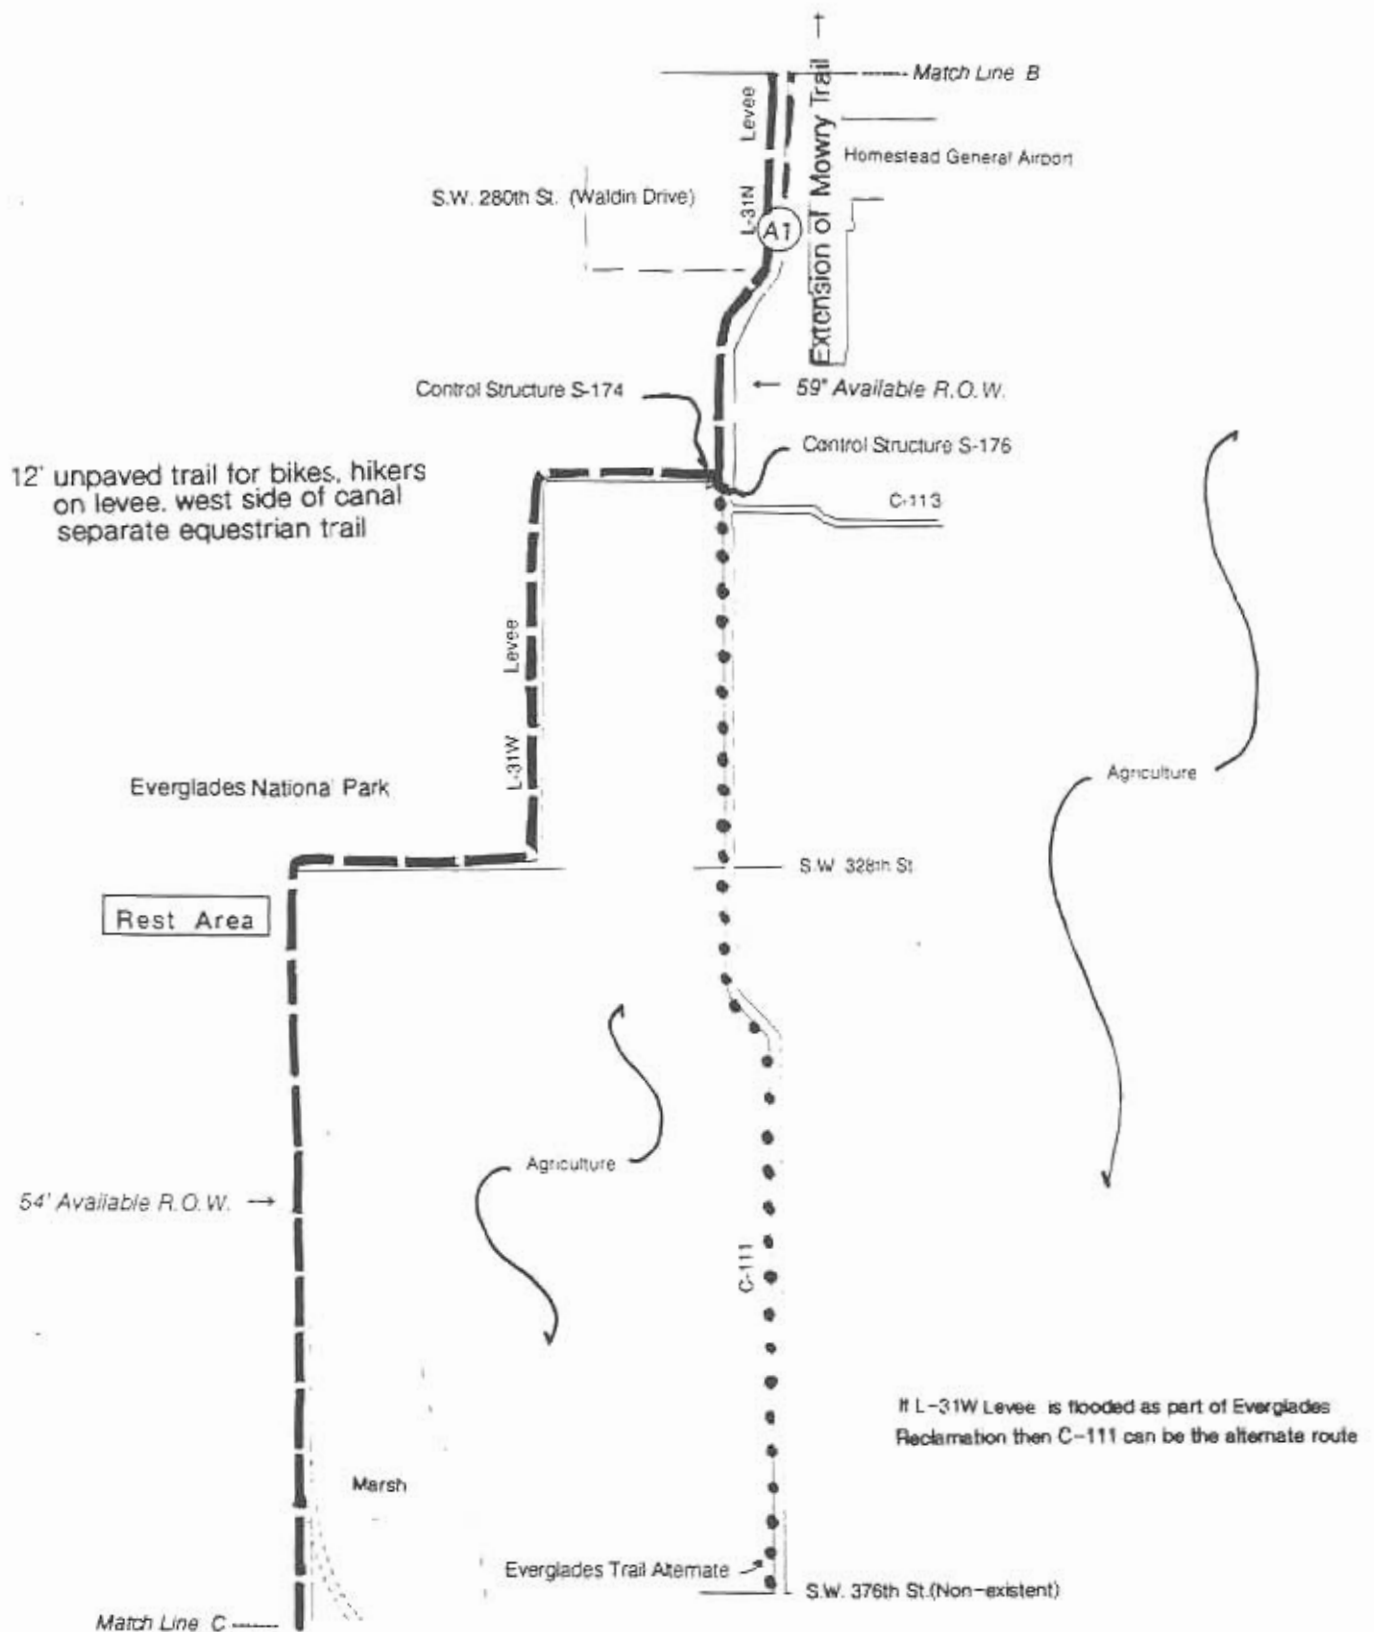 Match Line B
Levee
L-31N
Extension of Mowry Trail
Homestead General Airport
S.W. 280th St. (Waldin Drive)
A1
59' Available R.O.W.
Control Structure S-174
Control Structure S-176
12' unpaved trail for bikes, hikers
on levee. west side of canal
separate equestrian trail
C-113
Levee
L-31W
Everglades National Park
Agriculture
S.W. 328th St.
Rest Area
Agriculture
54' Available R.O.W.
C-111
If L-31W Levee is flooded as part of Everglades
Reclamation then C-111 can be the alternate route
Marsh
Everglades Trail Alternate
S.W. 376th St.(Non-existent)
Match Line C